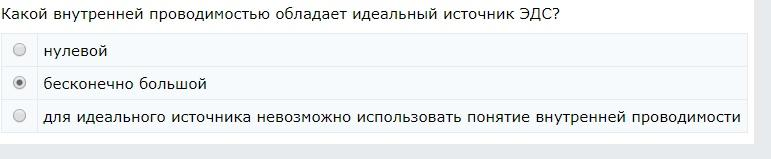 Какой внутренней проводимостью обладает идеальный источник ЭДС?
нулевой
бесконечно большой
для идеального источника невозможно использовать понятие внутренней проводимости